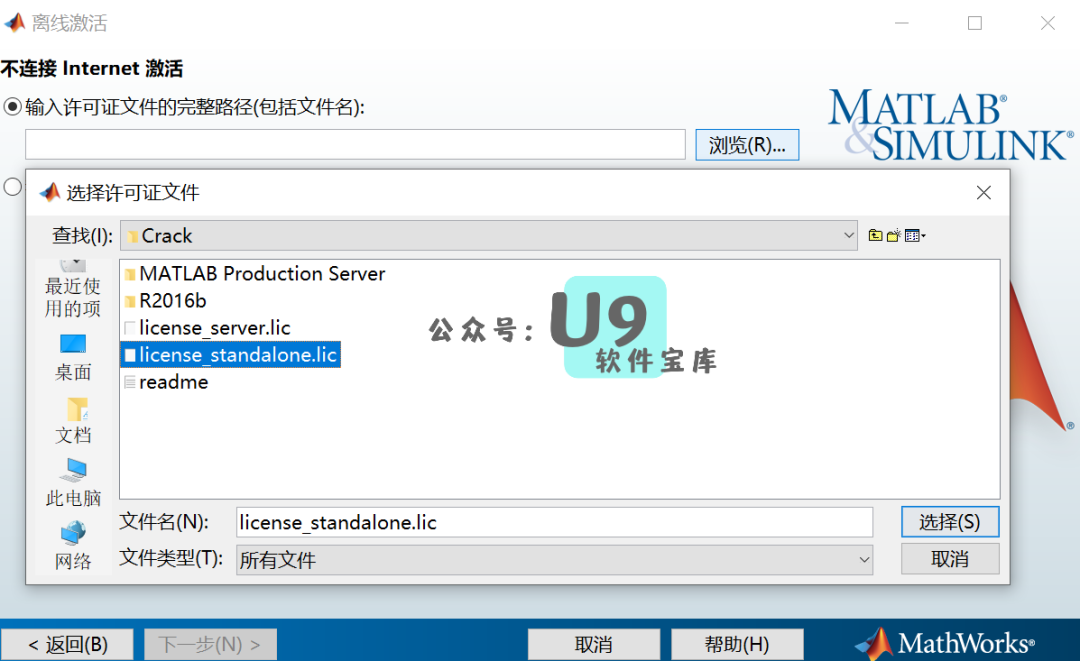 离线激活
不连接 Internet 激活
输入许可证文件的完整路径(包括文件名):
浏览(R)...
MATLAB®
&SIMULINK®
选择许可证文件
查找(I):
Crack
最近使
用的项
桌面
文档
此电脑
网络
MATLAB Production Server
R2016b
license_server.lic
license_standalone.lic
readme
公众号:
U9
软件宝库
文件名(N):
license_standalone.lic
选择(S)
文件类型(T):
所有文件
取消
®
< 返回(B)
下一步(N) >
取消
帮助(H)
MathWorks®